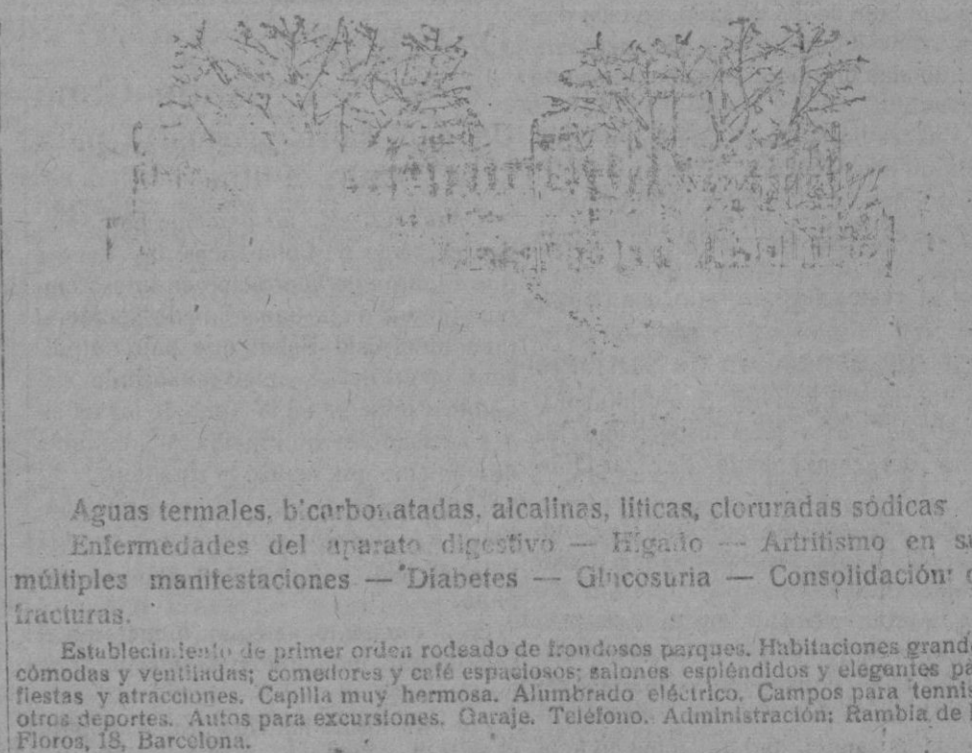 Aguas termales, bicarbonatadas, alcalinas, líticas, cloruradas sódicas
Enfermedades del aparato digestivo — Hígado — Artritismo en su
múltiples manifestaciones — Diabetes — Glucosuria — Consolidación d
fracturas.
Establecimiento de primer orden rodeado de frondosos parques. Habitaciones grande
cómodas y ventiladas; comedores y café espaciosos; salones espléndidos y elegantes pa
fiestas y atracciones. Capilla muy hermosa. Alumbrado eléctrico. Campos para tennis
otros deportes. Autos para excursiones. Garaje. Teléfono. Administración: Rambla de l
Flores, 18, Barcelona.